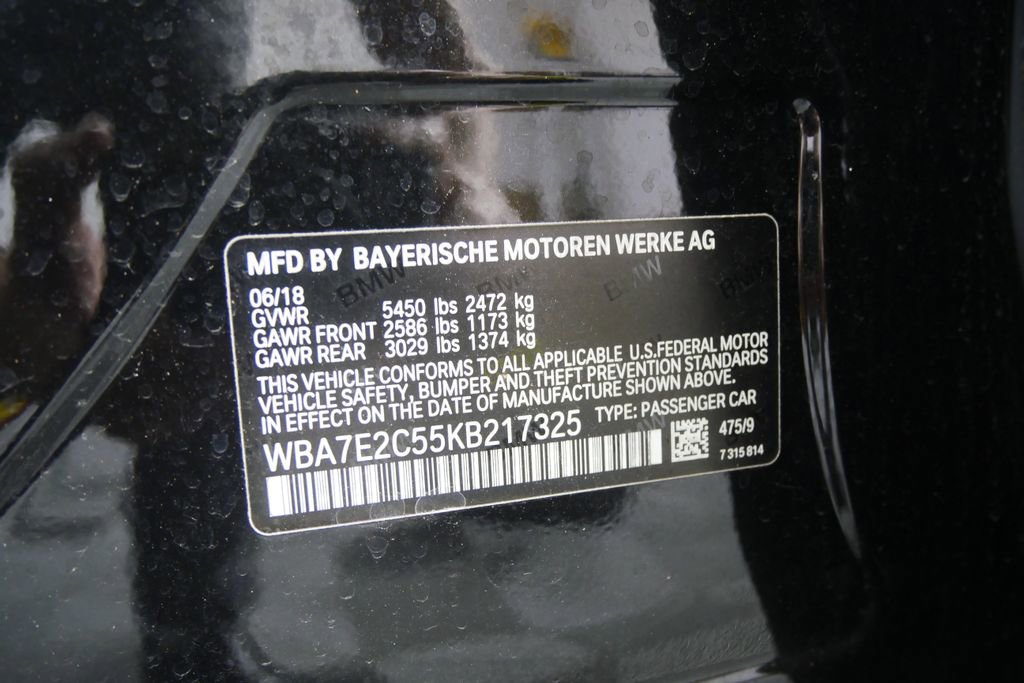 MFD BY BAYERISCHE MOTOREN WERKE AG
06/18
GVWR 5450 lbs 2472 kg
GAWR FRONT 2586 lbs 1173 kg
GAWR REAR 3029 lbs 1374 kg
THIS VEHICLE CONFORMS TO ALL APPLICABLE U.S.FEDERAL MOTOR
VEHICLE SAFETY, BUMPER AND THEFT PREVENTION STANDARDS
IN EFFECT ON THE DATE OF MANUFACTURE SHOWN ABOVE.
WBA7E2C55KB217325 TYPE: PASSENGER CAR
475/9
7 315 814
BMW
BMW